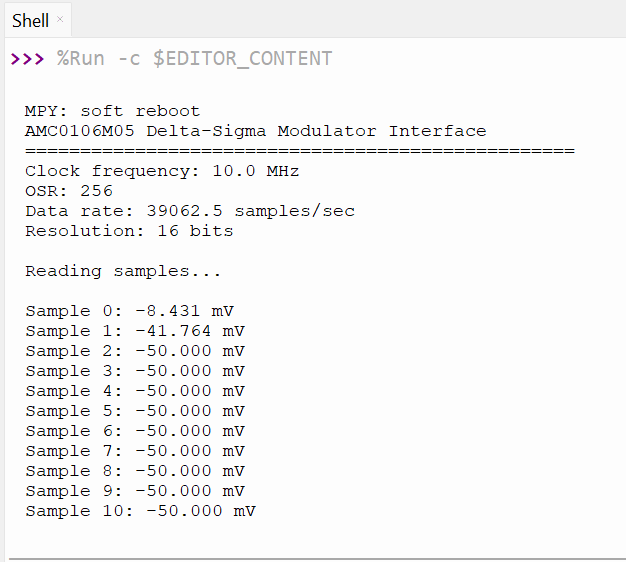 Shell ×
>>> %Run -c $EDITOR_CONTENT
MPY: soft reboot
AMC0106M05 Delta-Sigma Modulator Interface
==================================================
Clock frequency: 10.0 MHz
OSR: 256
Data rate: 39062.5 samples/sec
Resolution: 16 bits
Reading samples...
Sample 0: -8.431 mV
Sample 1: -41.764 mV
Sample 2: -50.000 mV
Sample 3: -50.000 mV
Sample 4: -50.000 mV
Sample 5: -50.000 mV
Sample 6: -50.000 mV
Sample 7: -50.000 mV
Sample 8: -50.000 mV
Sample 9: -50.000 mV
Sample 10: -50.000 mV